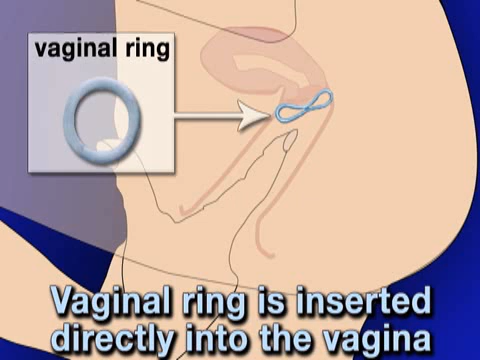 vaginal ring
Vaginal ring is inserted
directly into the vagina